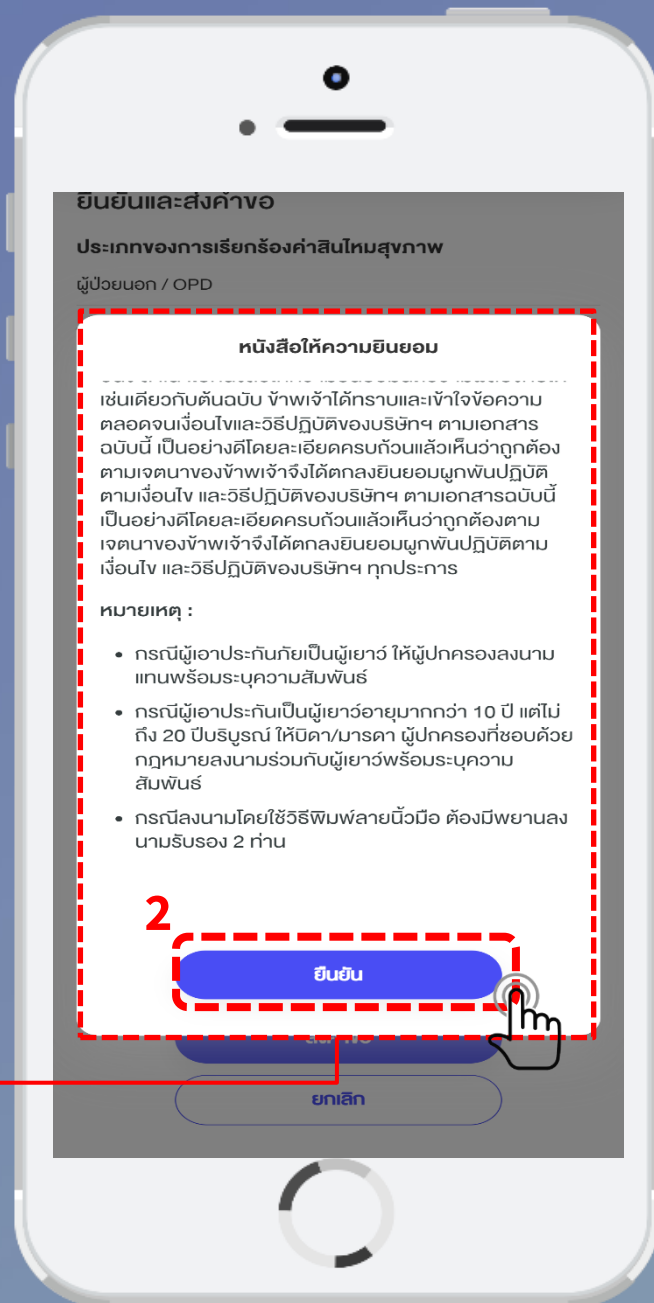 ยืนยันและส่งคำขอ
ประเภทของการเรียกร้องค่าสินไหมสุขภาพ
ผู้ป่วยนอก / OPD
หนังสือให้ความยินยอม
เช่นเดียวกับต้นฉบับ ข้าพเจ้าได้ทราบและเข้าใจข้อความ
ตลอดจนเงื่อนไขและวิธีปฏิบัติของบริษัทฯ ตามเอกสาร
ฉบับนี้ เป็นอย่างดีโดยละเอียดครบถ้วนแล้วเห็นว่าถูกต้อง
ตามเจตนาของข้าพเจ้าจึงได้ตกลงยินยอมผูกพันปฏิบัติ
ตามเงื่อนไข และวิธีปฏิบัติของบริษัทฯ ตามเอกสารฉบับนี้
เป็นอย่างดีโดยละเอียดครบถ้วนแล้วเห็นว่าถูกต้องตาม
เจตนาของข้าพเจ้าจึงได้ตกลงยินยอมผูกพันปฏิบัติตาม
เงื่อนไข และวิธีปฏิบัติของบริษัทฯ ทุกประการ
หมายเหตุ :
• กรณีผู้เอาประกันภัยเป็นผู้เยาว์ ให้ผู้ปกครองลงนาม
แทนพร้อมระบุความสัมพันธ์
• กรณีผู้เอาประกันเป็นผู้เยาว์อายุมากกว่า 10 ปี แต่ไม่
ถึง 20 ปีบริบูรณ์ ให้บิดา/มารดา ผู้ปกครองที่ชอบด้วย
กฎหมายลงนามร่วมกับผู้เยาว์พร้อมระบุความ
สัมพันธ์
• กรณีลงนามโดยใช้วิธีพิมพ์ลายนิ้วมือ ต้องมีพยานลง
นามรับรอง 2 ท่าน
2
ยืนยัน
ยกเลิก